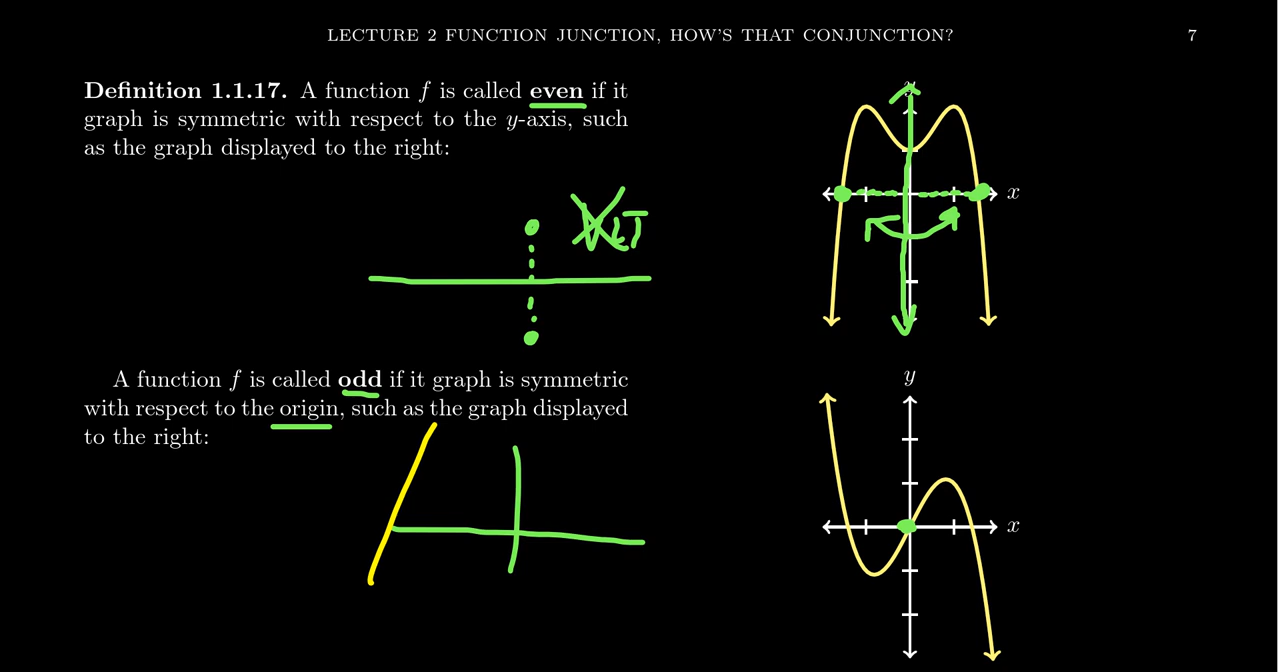 LECTURE 2 FUNCTION JUNCTION, HOW'S THAT CONJUNCTION? 7
Definition 1.1.17. A function f is called even if it
graph is symmetric with respect to the y-axis, such
as the graph displayed to the right:
x
A function f is called odd if it graph is symmetric
with respect to the origin, such as the graph displayed
to the right:
y
x